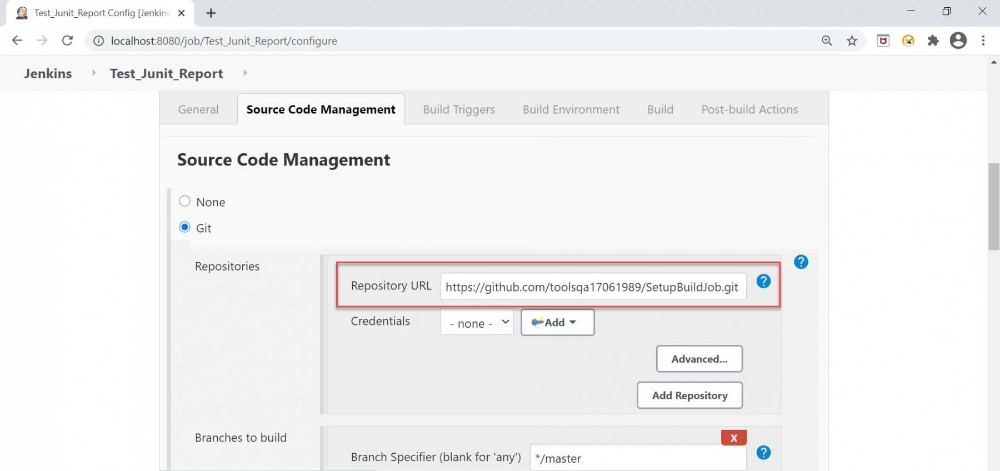 Test_Junit_Report Config [Jenkins
localhost:8080/job/Test_Junit_Report/configure
Jenkins Test_Junit_Report
General Source Code Management Build Triggers Build Environment Build Post-build Actions
Source Code Management
None
Git
Repositories
?
Repository URL https://github.com/toolsqa17061989/SetupBuildJob.git ?
Credentials - none - Add
Advanced...
Add Repository
Branches to build
X
Branch Specifier (blank for 'any') */master ?